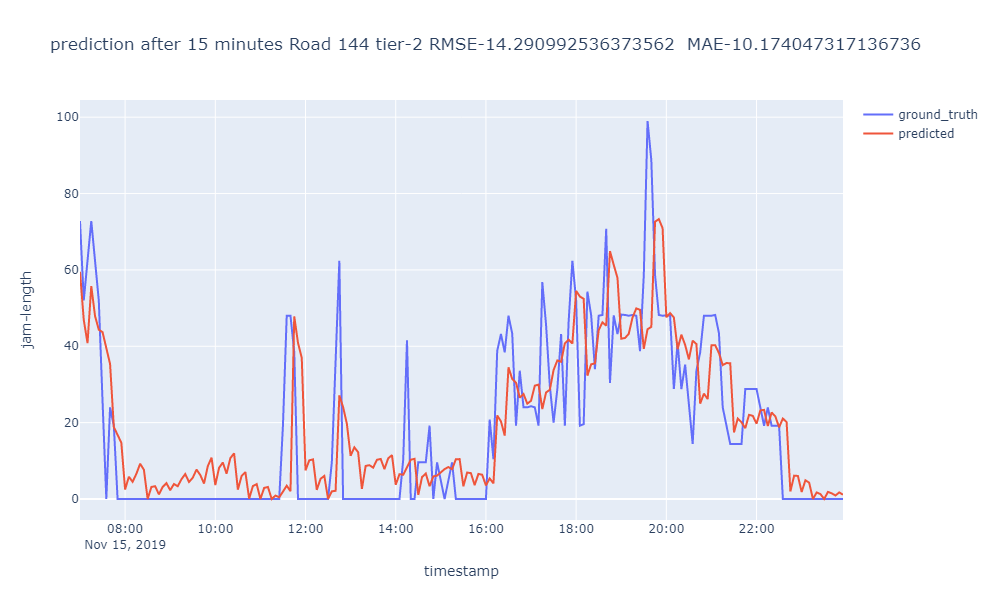 prediction after 15 minutes Road 144 tier-2 RMSE-14.290992536373562  MAE-10.174047317136736
ground_truth
predicted
100
80
60
40
20
0
jam-length
08:00 10:00 12:00 14:00 16:00 18:00 20:00 22:00
Nov 15, 2019
timestamp